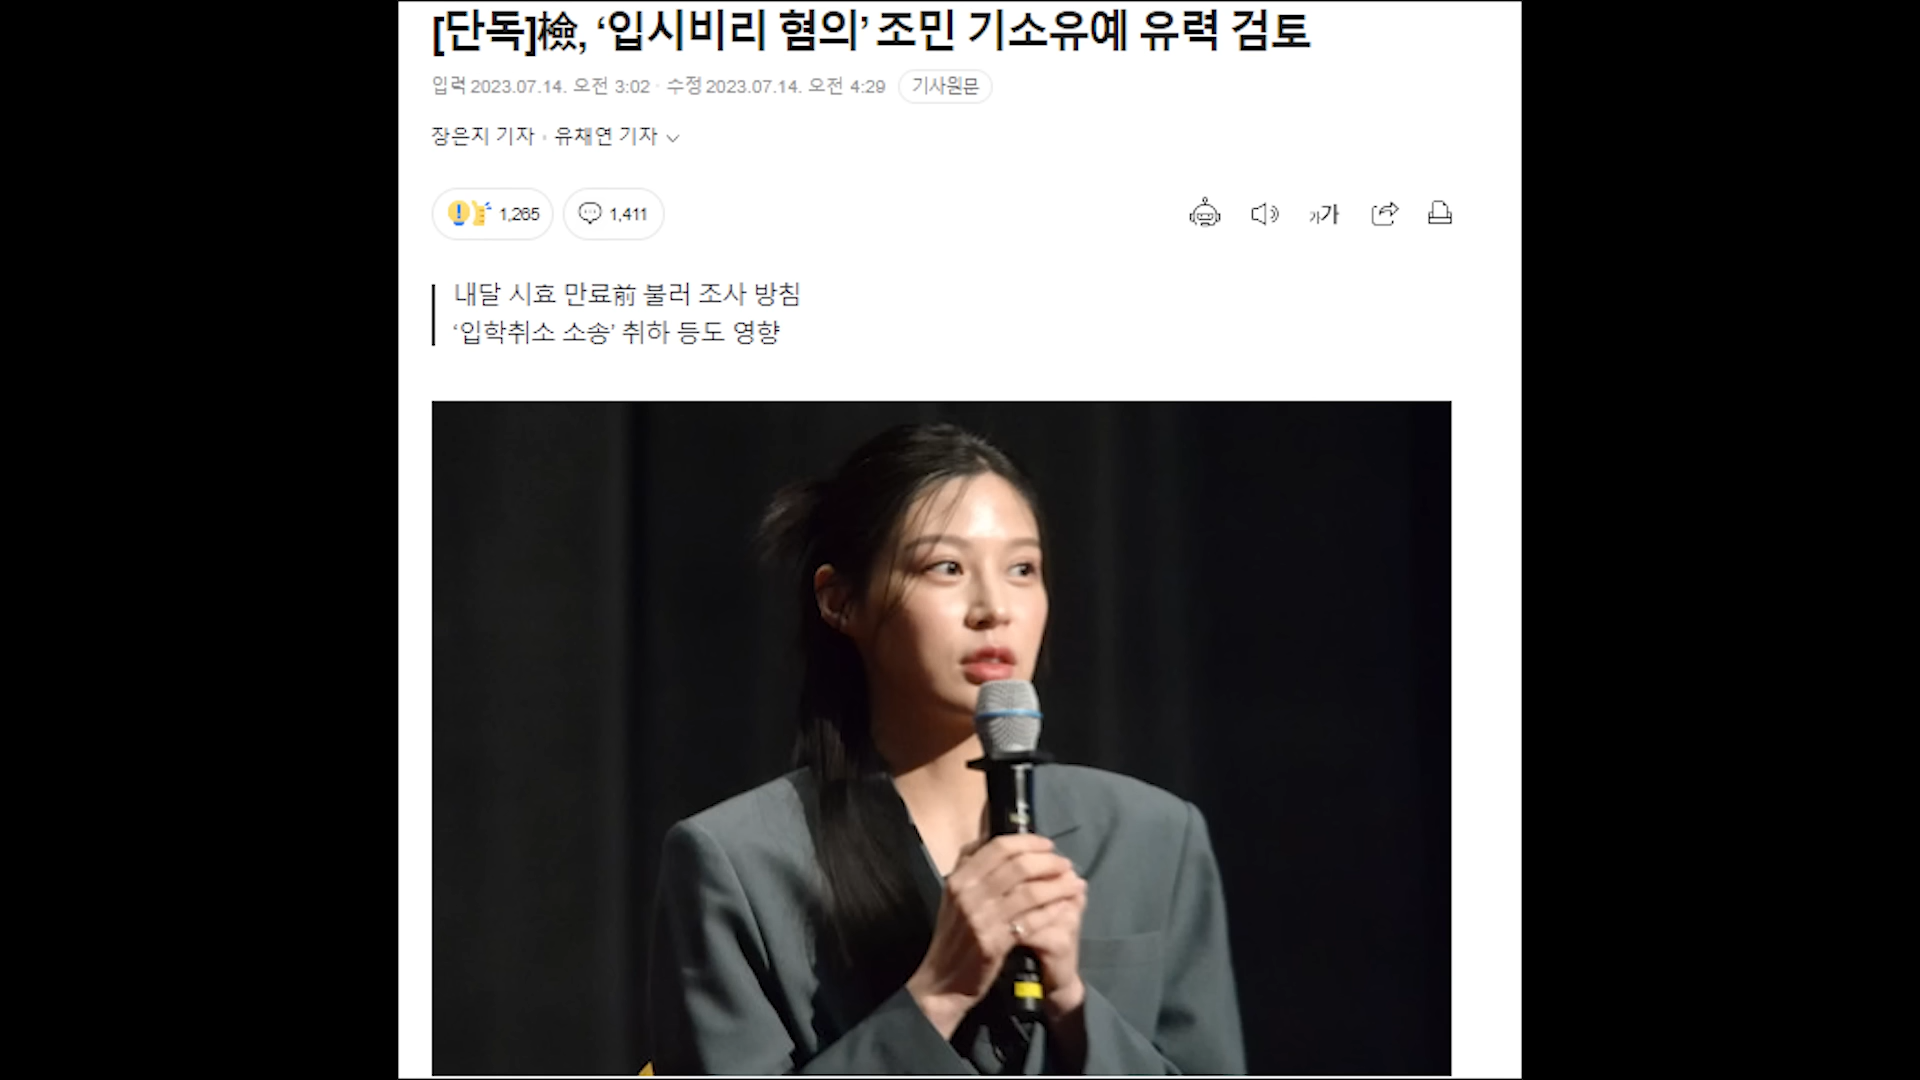 [단독]檢, ‘입시비리 혐의’ 조민 기소유예 유력 검토
입력 2023.07.14. 오전 3:02 · 수정 2023.07.14. 오전 4:29 기사원문
장은지 기자 · 유채연 기자
1,265 1,411 가가
내달 시효 만료前 불러 조사 방침
‘입학취소 소송’ 취하 등도 영향